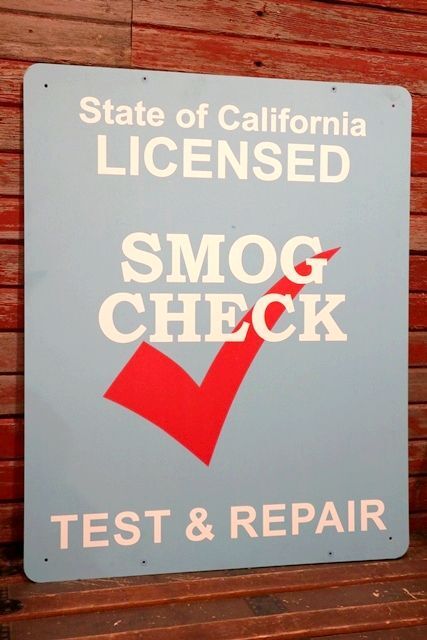 State of California
LICENSED
SMOG
CHECK
TEST & REPAIR